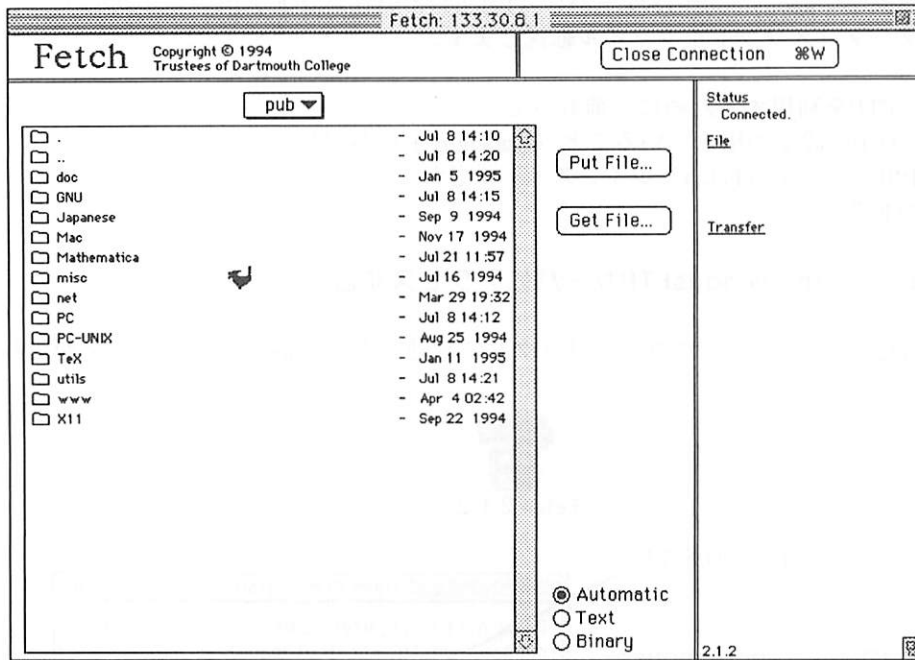 Fetch: 133.30.8.1
Fetch
Copyright © 1994
Trustees of Dartmouth College
Close Connection ⌘W
pub
. - Jul 8 14:10
.. - Jul 8 14:20
doc - Jan 5 1995
GNU - Jul 8 14:15
Japanese - Sep 9 1994
Mac - Nov 17 1994
Mathematica - Jul 21 11:57
misc - Jul 16 1994
net - Mar 29 19:32
PC - Jul 8 14:12
PC-UNIX - Aug 25 1994
TeX - Jan 11 1995
utils - Jul 8 14:21
www - Apr 4 02:42
X11 - Sep 22 1994
Put File...
Get File...
Automatic
Text
Binary
Status
Connected.
File
Transfer
2.1.2